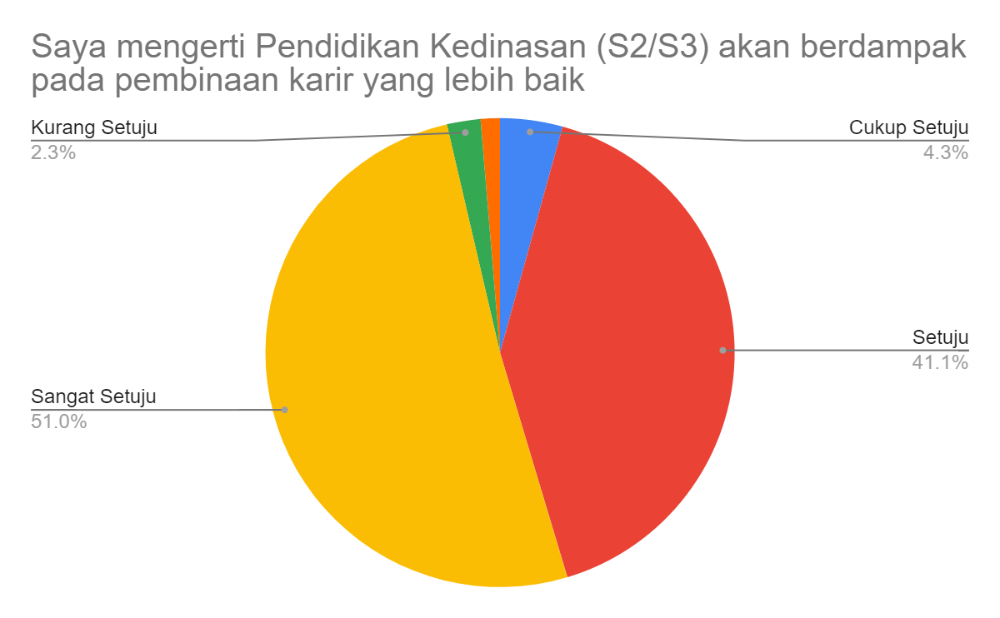 Saya mengerti Pendidikan Kedinasan (S2/S3) akan berdampak
pada pembinaan karir yang lebih baik
Kurang Setuju
2.3%
Cukup Setuju
4.3%
Setuju
41.1%
Sangat Setuju
51.0%